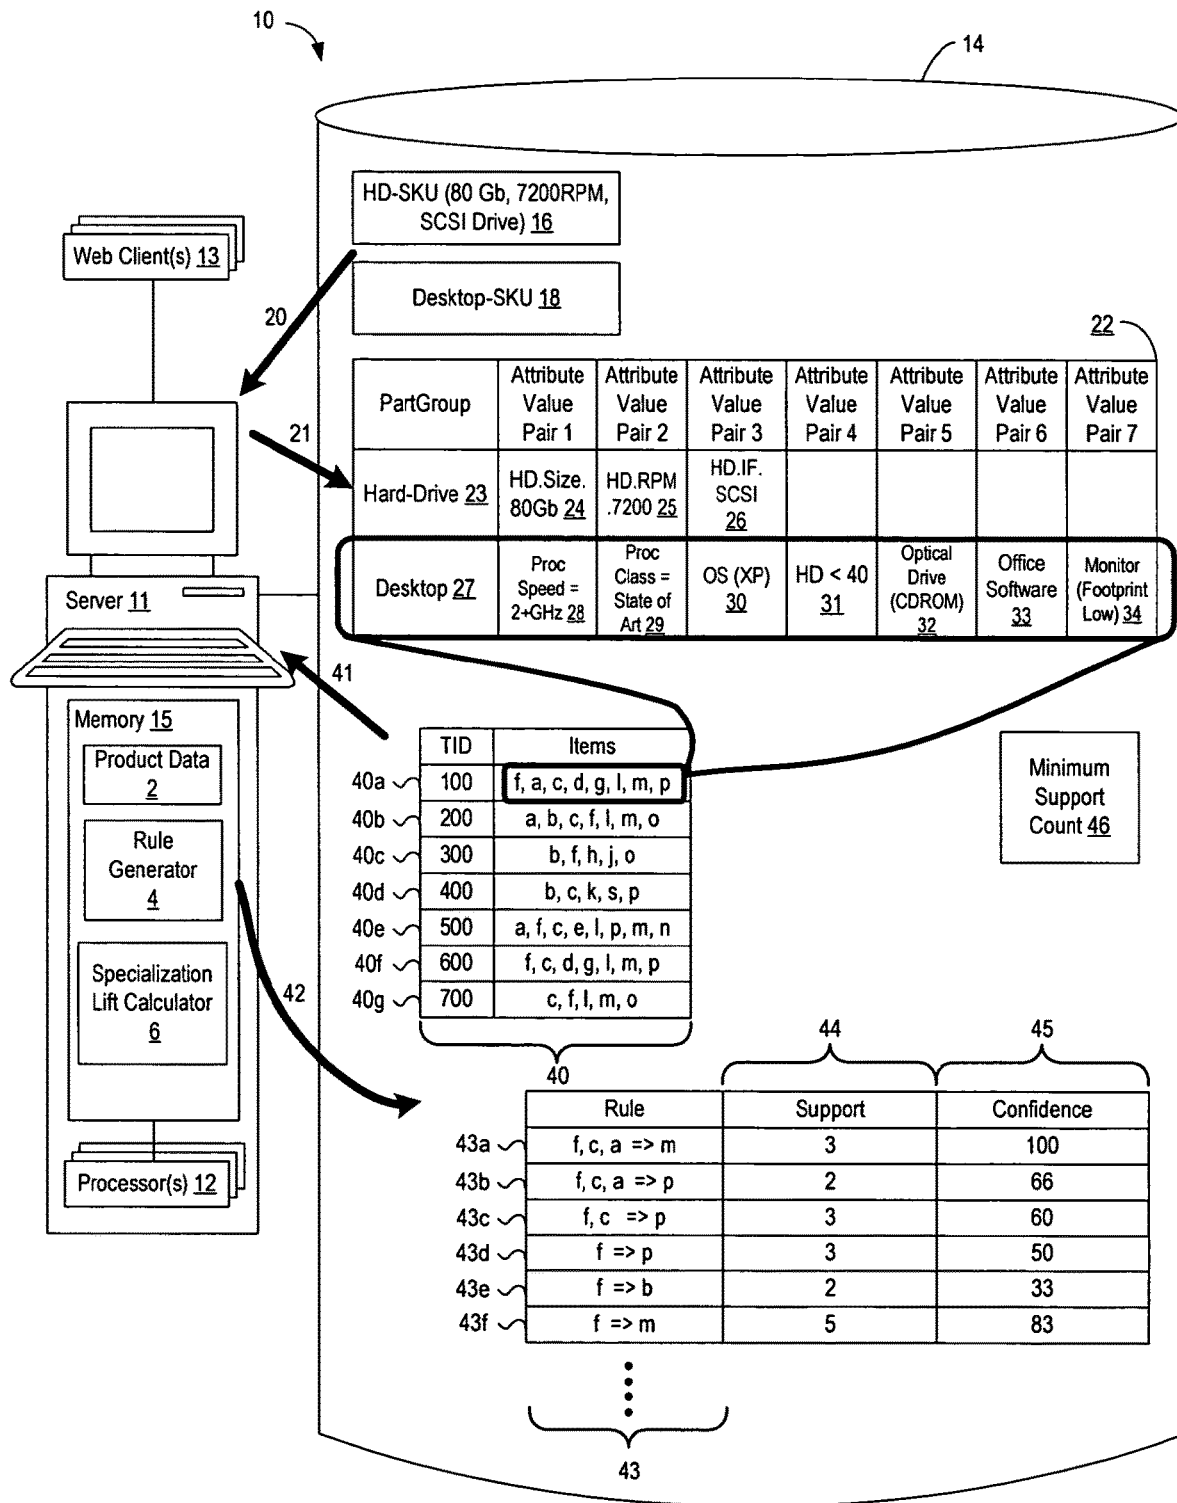 10
14
HD-SKU (80 Gb, 7200RPM,
SCSI Drive) 16
Web Client(s) 13
Desktop-SKU 18
20
22
PartGroup
Attribute
Value
Pair 1
Attribute
Value
Pair 2
Attribute
Value
Pair 3
Attribute
Value
Pair 4
Attribute
Value
Pair 5
Attribute
Value
Pair 6
Attribute
Value
Pair 7
21
Hard-Drive 23
HD.Size.
80Gb 24
HD.RPM
.7200 25
HD.IF.
SCSI
26
Desktop 27
Proc
Speed =
2+GHz 28
Proc
Class =
State of
Art 29
OS (XP)
30
HD < 40
31
Optical
Drive
(CDROM)
32
Office
Software
33
Monitor
(Footprint
Low) 34
Server 11
41
Memory 15
Product Data
2
Rule
Generator
4
Specialization
Lift Calculator
6
42
Processor(s) 12
TID Items
40a 100 f, a, c, d, g, l, m, p
40b 200 a, b, c, f, l, m, o
40c 300 b, f, h, j, o
40d 400 b, c, k, s, p
40e 500 a, f, c, e, l, p, m, n
40f 600 f, c, d, g, l, m, p
40g 700 c, f, l, m, o
40
Minimum
Support
Count 46
44
45
Rule Support Confidence
43a f, c, a => m 3 100
43b f, c, a => p 2 66
43c f, c => p 3 60
43d f => p 3 50
43e f => b 2 33
43f f => m 5 83
43